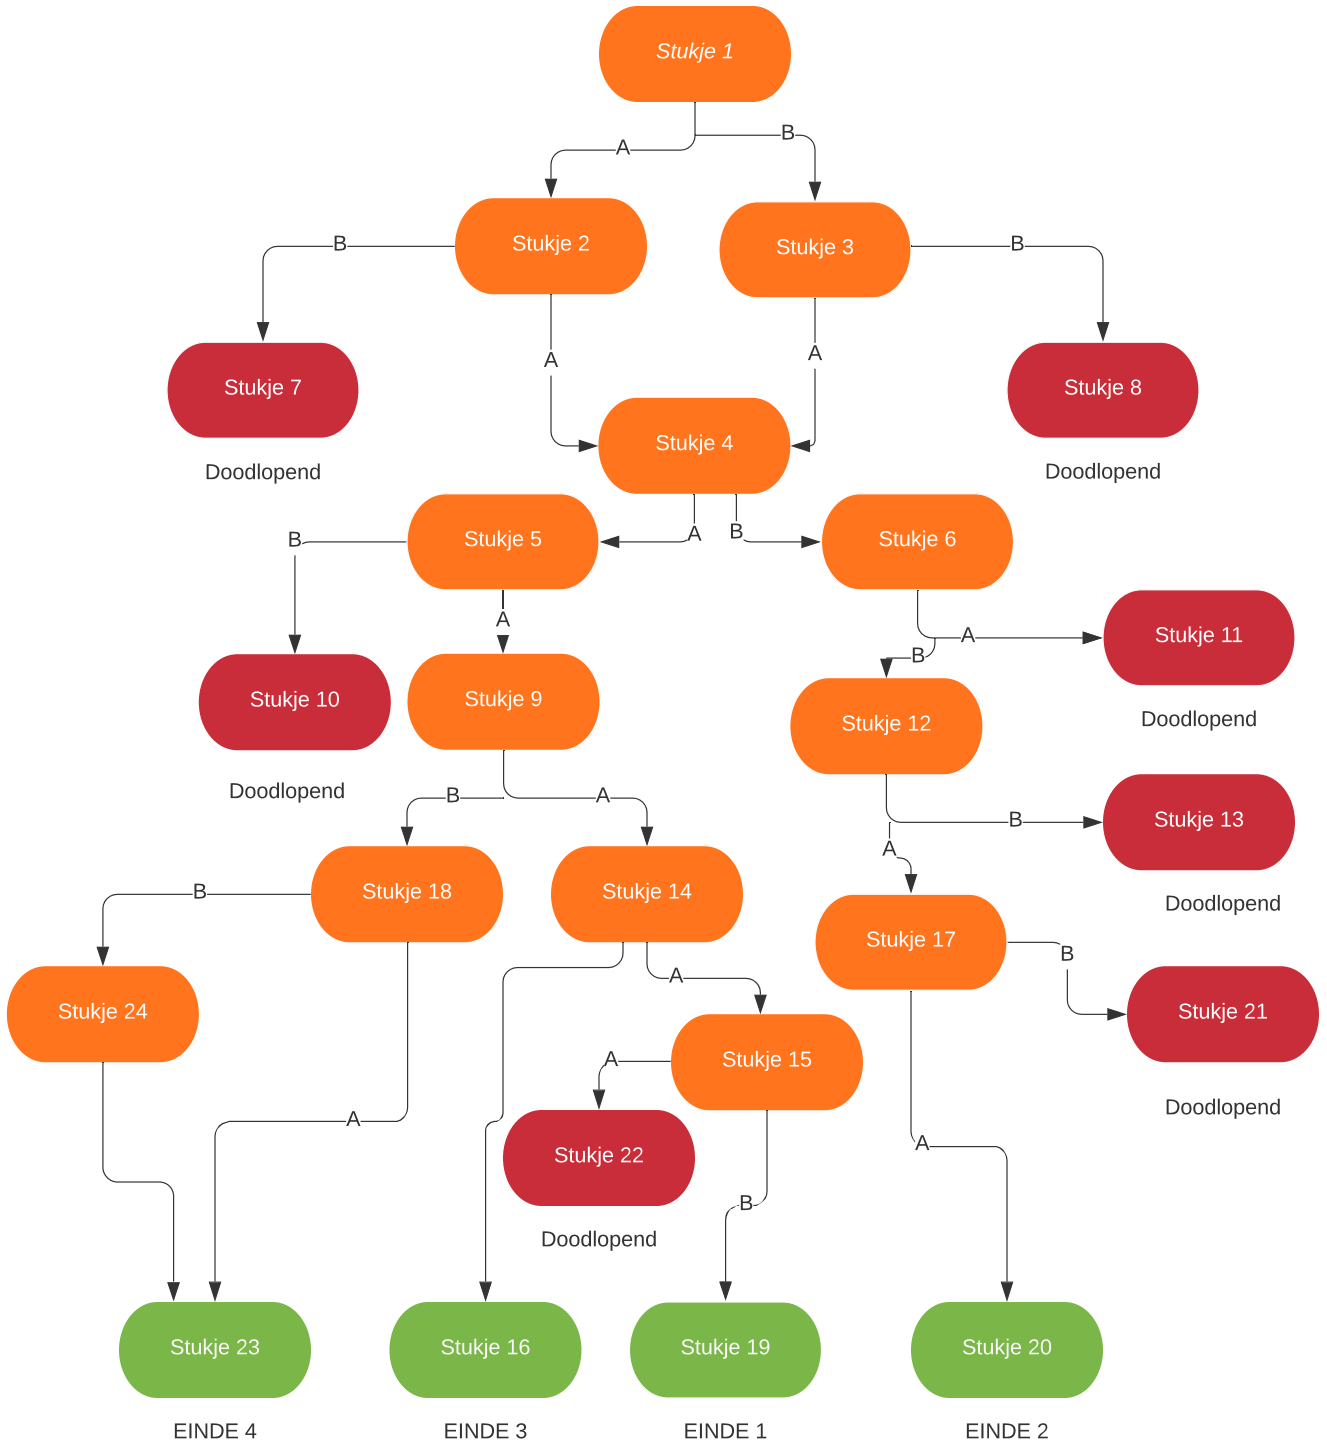 Stukje 1
A
B
Stukje 2
Stukje 3
B
B
A
A
Stukje 7
Stukje 8
Doodlopend
Doodlopend
Stukje 4
A
B
Stukje 5
Stukje 6
B
A
A
B
Stukje 11
Doodlopend
Stukje 10
Stukje 9
Stukje 12
Doodlopend
B
A
B
Stukje 13
A
Doodlopend
Stukje 18
Stukje 14
B
Stukje 17
B
A
Stukje 24
Stukje 21
Stukje 15
A
Doodlopend
A
Stukje 22
A
Doodlopend
B
Stukje 23
Stukje 16
Stukje 19
Stukje 20
EINDE 4
EINDE 3
EINDE 1
EINDE 2